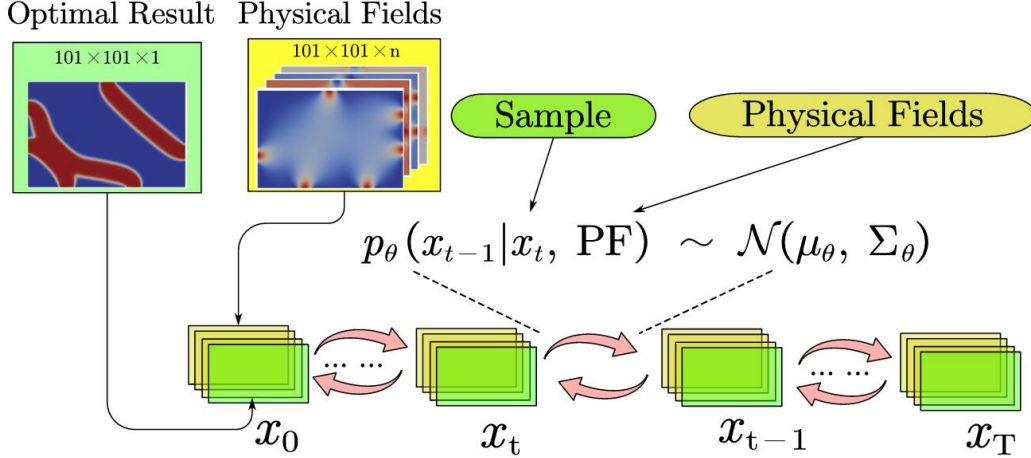 Optimal Result
Physical Fields
101×101×1
101×101×n
Sample
Physical Fields
p_θ(x_{t−1}|x_t, PF) ∼ 𝒩(μ_θ, Σ_θ)
... ...
... ...
x_0
x_t
x_{t−1}
x_T